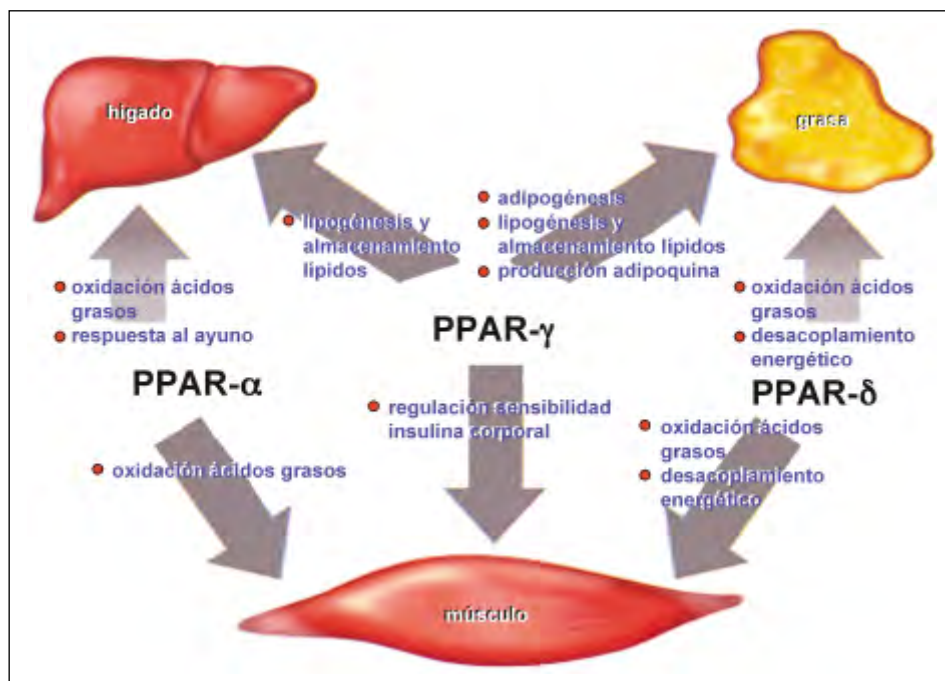 hígado
grasa
lipogénesis y
almacenamiento
lípidos
adipogénesis
lipogénesis y
almacenamiento lípidos
producción adipoquina
oxidación ácidos
grasos
respuesta al ayuno
oxidación ácidos
grasos
desacoplamiento
energético
PPAR-γ
PPAR-α
PPAR-δ
regulación sensibilidad
insulina corporal
oxidación ácidos grasos
oxidación ácidos
grasos
desacoplamiento
energético
músculo